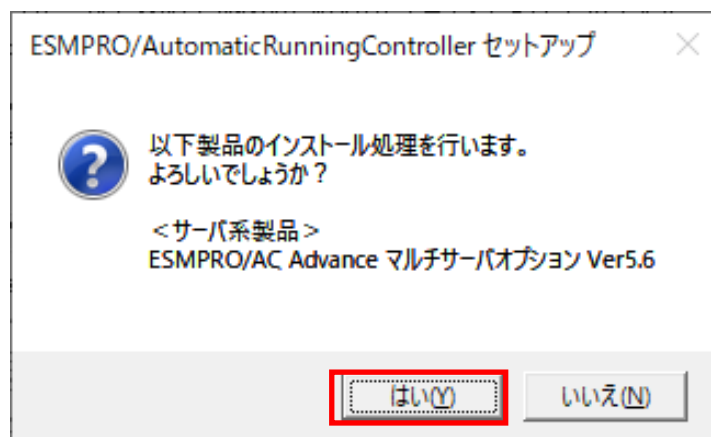 ESMPRO/AutomaticRunningController セットアップ
以下製品のインストール処理を行います。
よろしいでしょうか？
＜サーバ系製品＞
ESMPRO/AC Advance マルチサーバオプション Ver5.6
はい(Y)
いいえ(N)